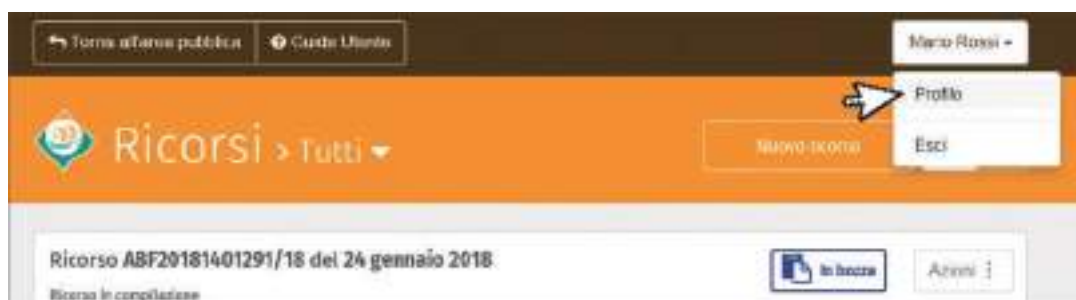 Torna all'area pubblica
Guida Utente
Mario Rossi
Profilo
Esci
Ricorsi > Tutti
Nuovo ricorso
Ricorso ABF20181401291/18 del 24 gennaio 2018
In bozza
Azioni
Ricorso in compilazione